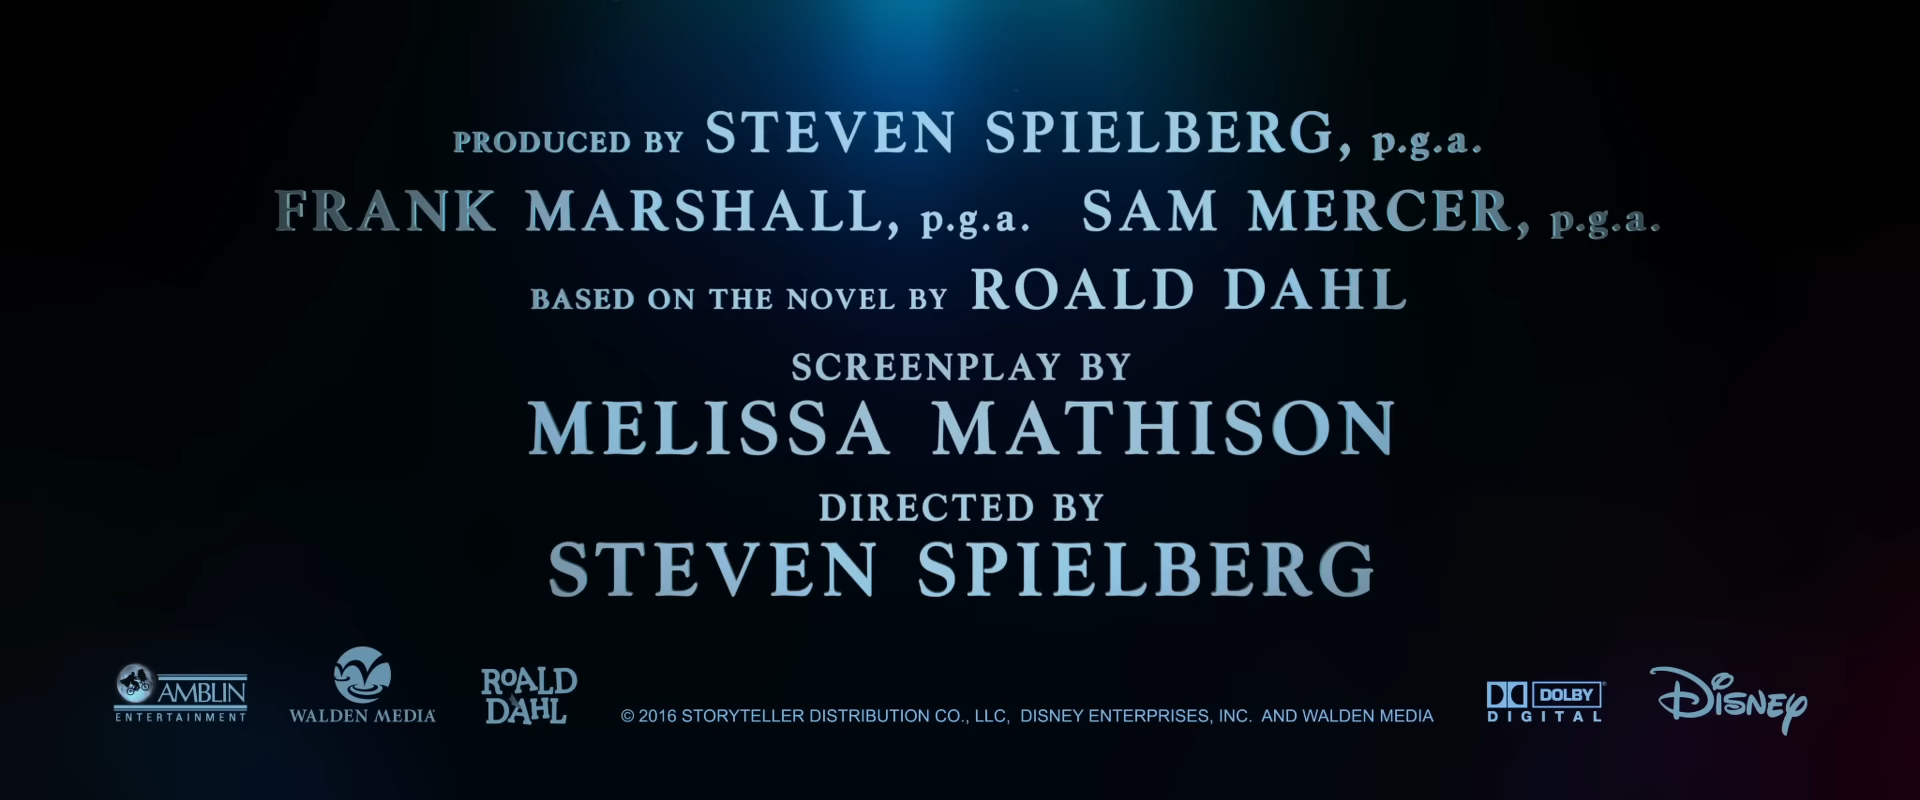 PRODUCED BY STEVEN SPIELBERG, p.g.a.
FRANK MARSHALL, p.g.a. SAM MERCER, p.g.a.
BASED ON THE NOVEL BY ROALD DAHL
SCREENPLAY BY
MELISSA MATHISON
DIRECTED BY
STEVEN SPIELBERG
AMBLIN
ENTERTAINMENT
WALDEN MEDIA
ROALD
DAHL
© 2016 STORYTELLER DISTRIBUTION CO., LLC, DISNEY ENTERPRISES, INC. AND WALDEN MEDIA
DOLBY
DIGITAL
DISNEY